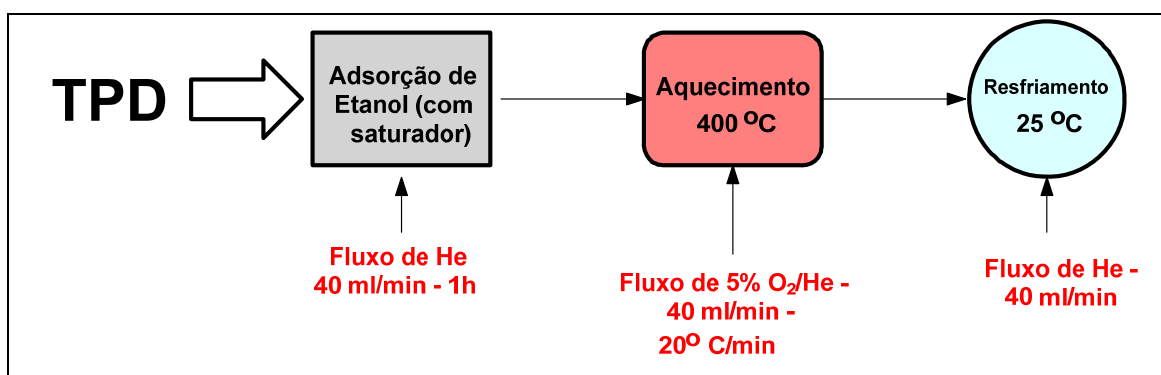 TPD
Adsorção de
Etanol (com
saturador)
Aquecimento
400 ºC
Resfriamento
25 ºC
Fluxo de He
40 ml/min - 1h
Fluxo de 5% O₂/He -
40 ml/min -
20º C/min
Fluxo de He -
40 ml/min